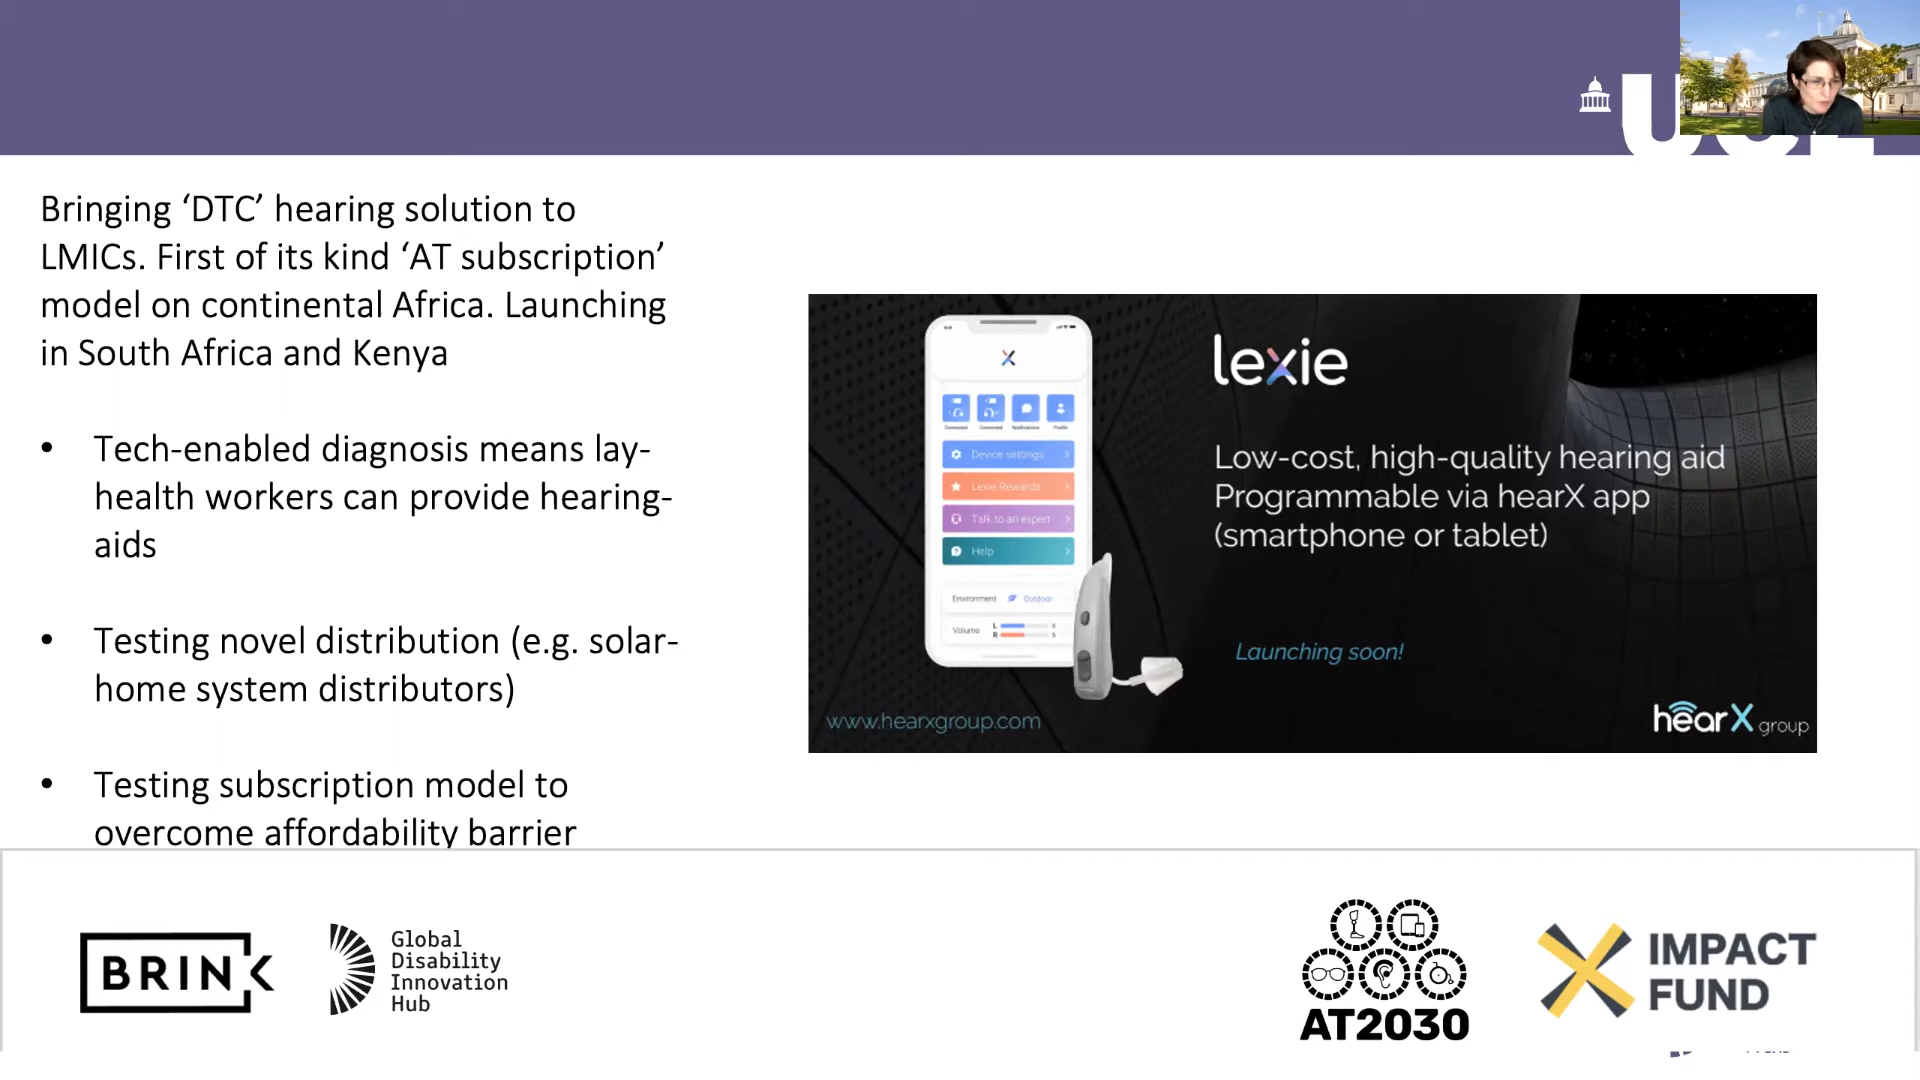 Bringing ‘DTC’ hearing solution to
LMICs. First of its kind ‘AT subscription’
model on continental Africa. Launching
in South Africa and Kenya
• Tech-enabled diagnosis means lay-
health workers can provide hearing-
aids
• Testing novel distribution (e.g. solar-
home system distributors)
• Testing subscription model to
overcome affordability barrier
Connected Connected Notifications Profile
Device settings
Lexie Rewards
Talk to an expert
Help
Environment Outdoor
Volume L
R
lexie
Low-cost, high-quality hearing aid
Programmable via hearX app
(smartphone or tablet)
Launching soon!
www.hearxgroup.com
hearX group
BRINK
Global
Disability
Innovation
Hub
AT2030
IMPACT
FUND